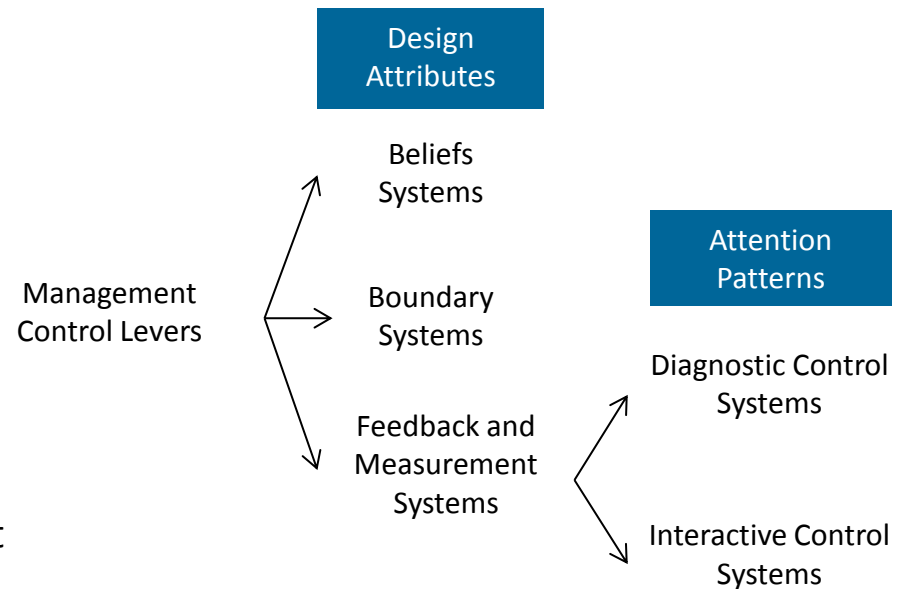 Design
Attributes
Beliefs
Systems
Attention
Patterns
Management
Control Levers
Boundary
Systems
Diagnostic Control
Systems
Feedback and
Measurement
Systems
t
Interactive Control
Systems